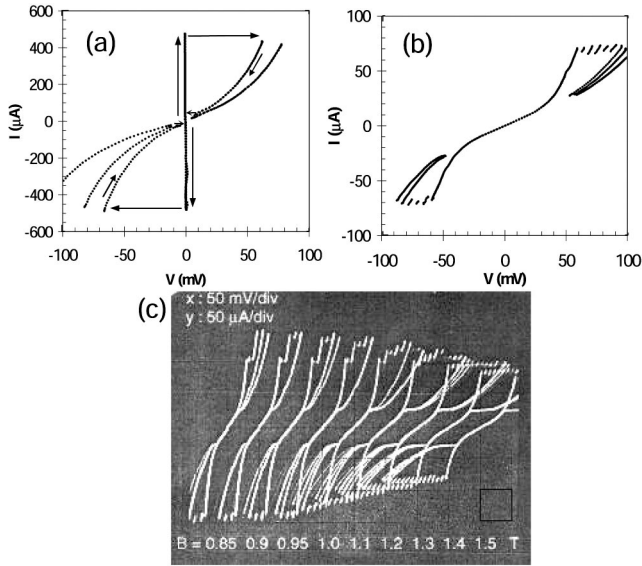 (a)
600
400
200
0
-200
-400
-600
I (µA)
-100 -50 0 50 100
V (mV)
(b)
100
50
0
-50
-100
I (µA)
-100 -50 0 50 100
V (mV)
(c)
x : 50 mV/div
y : 50 µA/div
B = 0.85 0.9 0.95 1.0 1.1 1.2 1.3 1.4 1.5 T